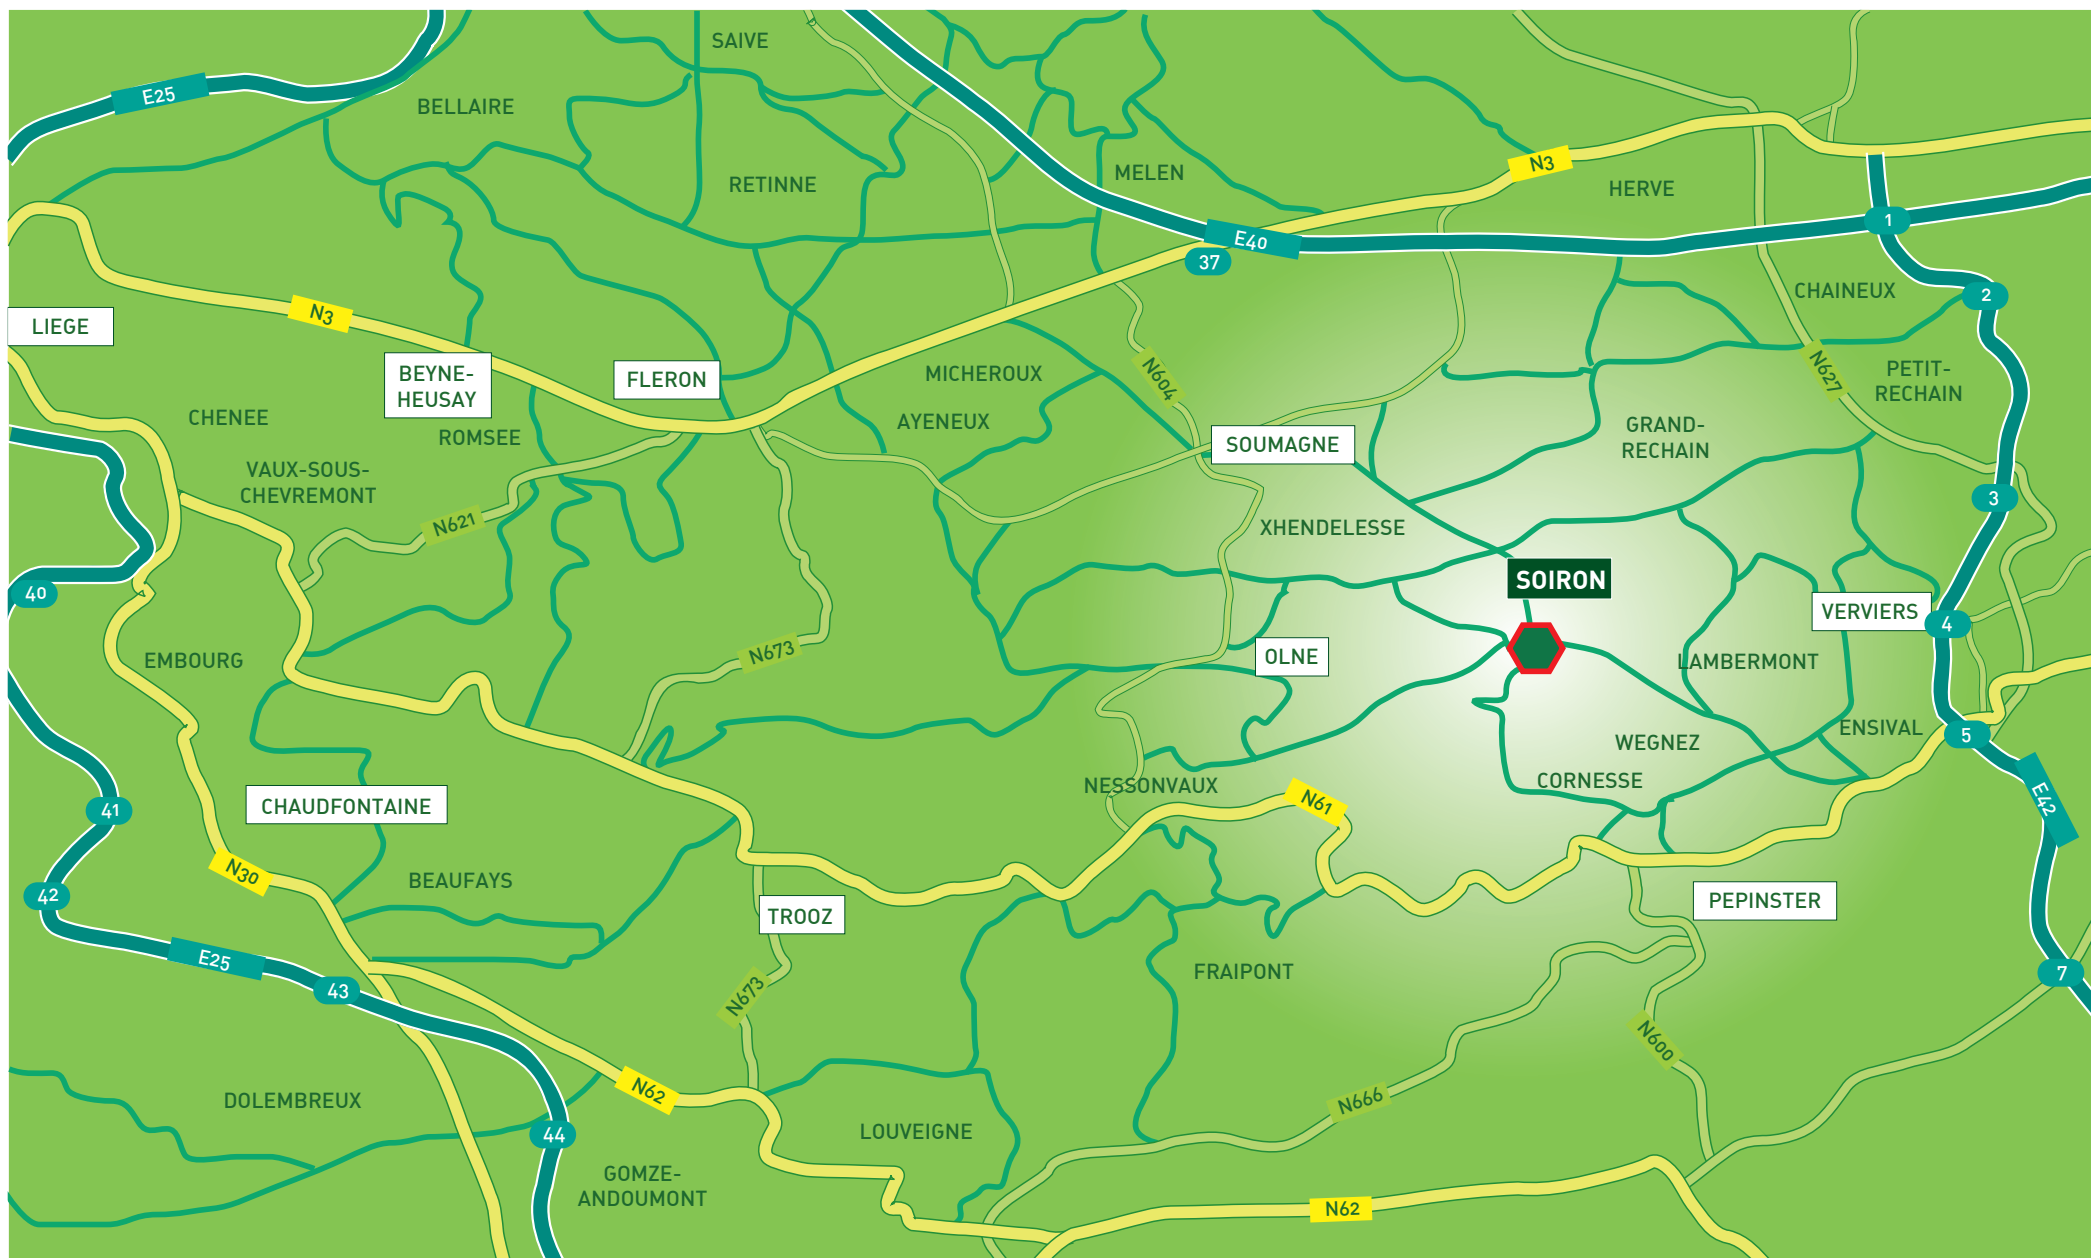 SAIVE
E25
BELLAIRE
N3
MELEN
RETINNE
HERVE
1
E40
37
CHAINEUX
2
N3
LIEGE
BEYNE-
HEUSAY
FLERON
MICHEROUX
N604
N627
PETIT-
RECHAIN
CHENEE
ROMSEE
AYENEUX
SOUMAGNE
GRAND-
RECHAIN
VAUX-SOUS-
CHEVREMONT
N621
XHENDELESSE
3
SOIRON
40
VERVIERS
4
EMBOURG
N673
OLNE
LAMBERMONT
ENSIVAL
5
WEGNEZ
NESSONVAUX
CORNESSE
N61
E42
41
CHAUDFONTAINE
N30
BEAUFAYS
42
TROOZ
PEPINSTER
E25
43
FRAIPONT
7
N673
N600
N62
N666
DOLEMBREUX
44
LOUVEIGNE
GOMZE-
ANDOUMONT
N62